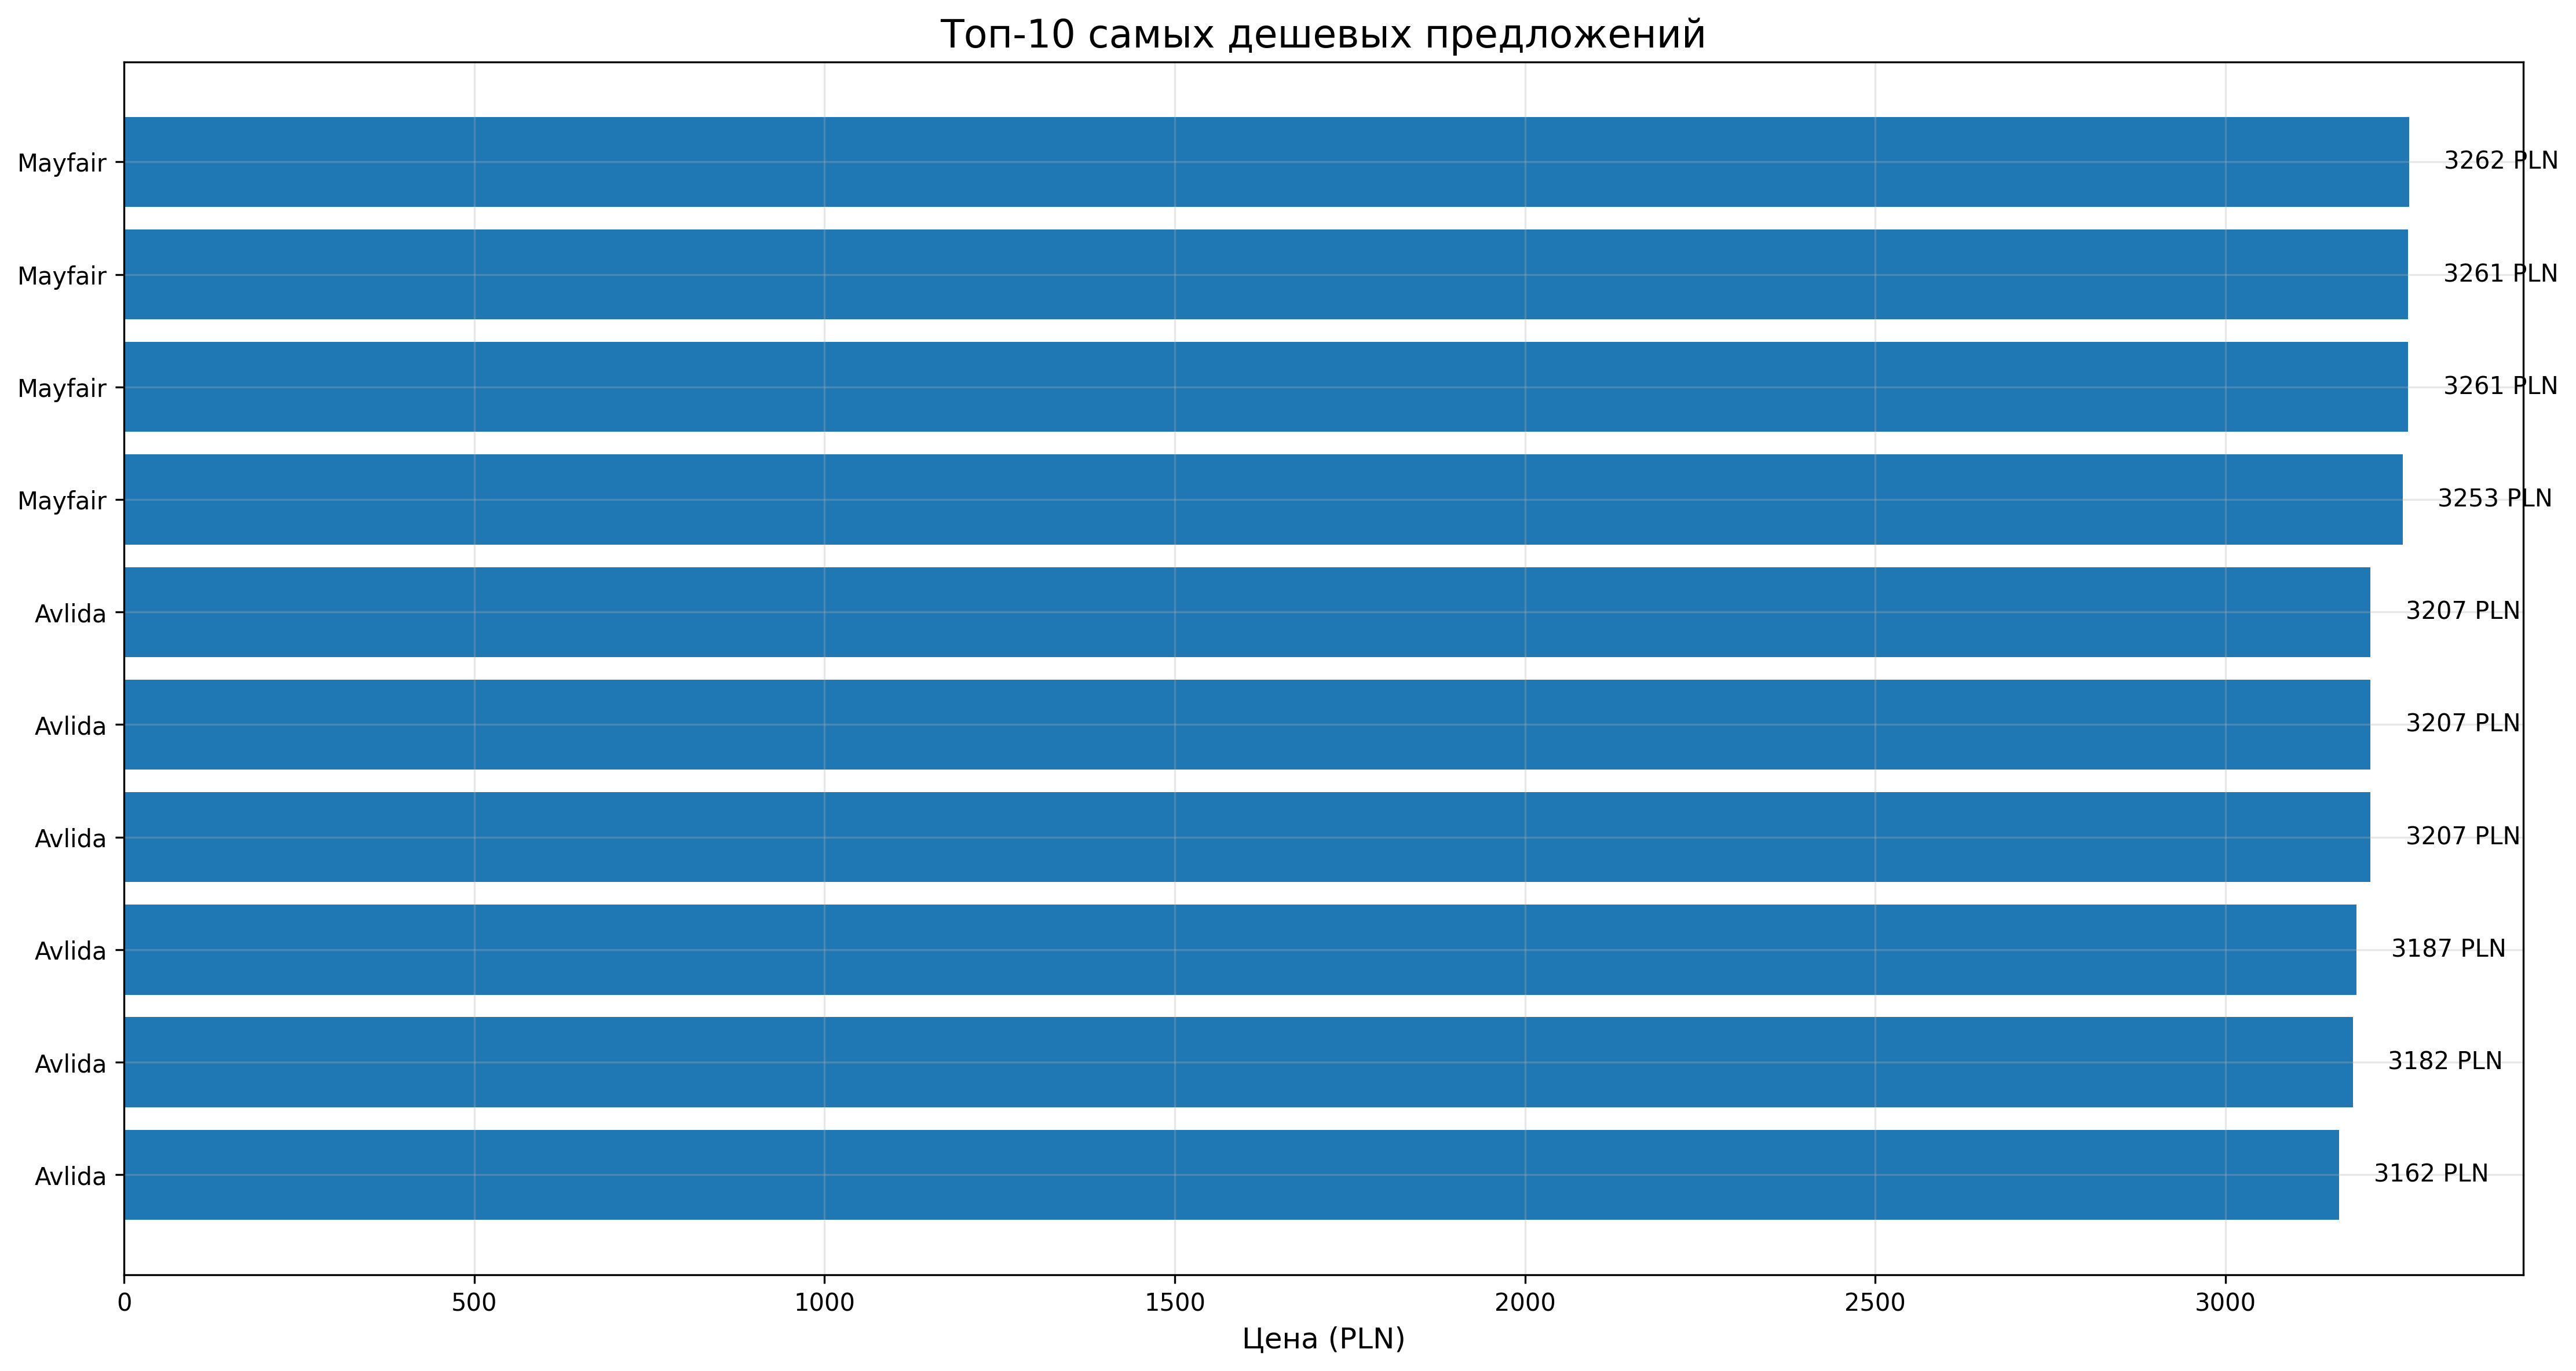 Топ-10 самых дешевых предложений
Mayfair 3262 PLN
Mayfair 3261 PLN
Mayfair 3261 PLN
Mayfair 3253 PLN
Avlida 3207 PLN
Avlida 3207 PLN
Avlida 3207 PLN
Avlida 3187 PLN
Avlida 3182 PLN
Avlida 3162 PLN
0 500 1000 1500 2000 2500 3000
Цена (PLN)